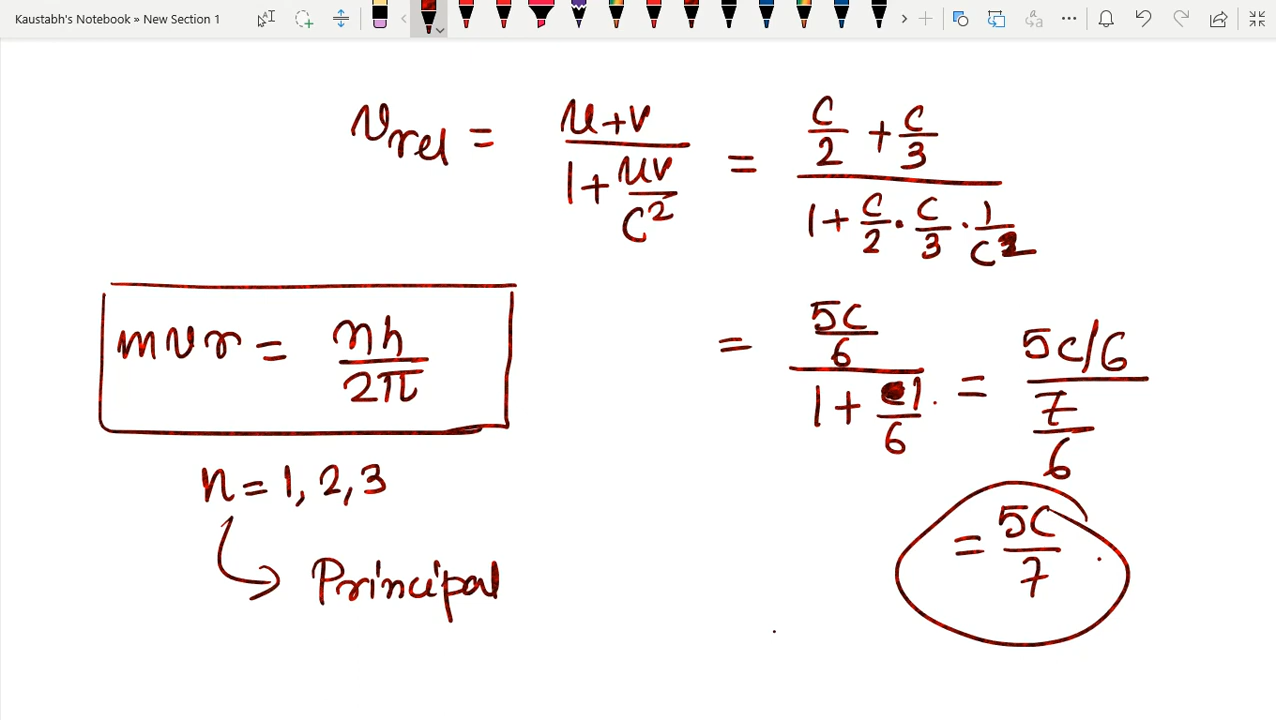 Kaustabh's Notebook » New Section 1
v_rel = (u+v)/(1+uv/c²) = (c/2 + c/3)/(1 + c/2 · c/3 · 1/c²)
mvr = nh/2π
= (5c/6)/(1 + 1/6) = (5c/6)/(7/6)
n = 1, 2, 3
= 5c/7
Principal